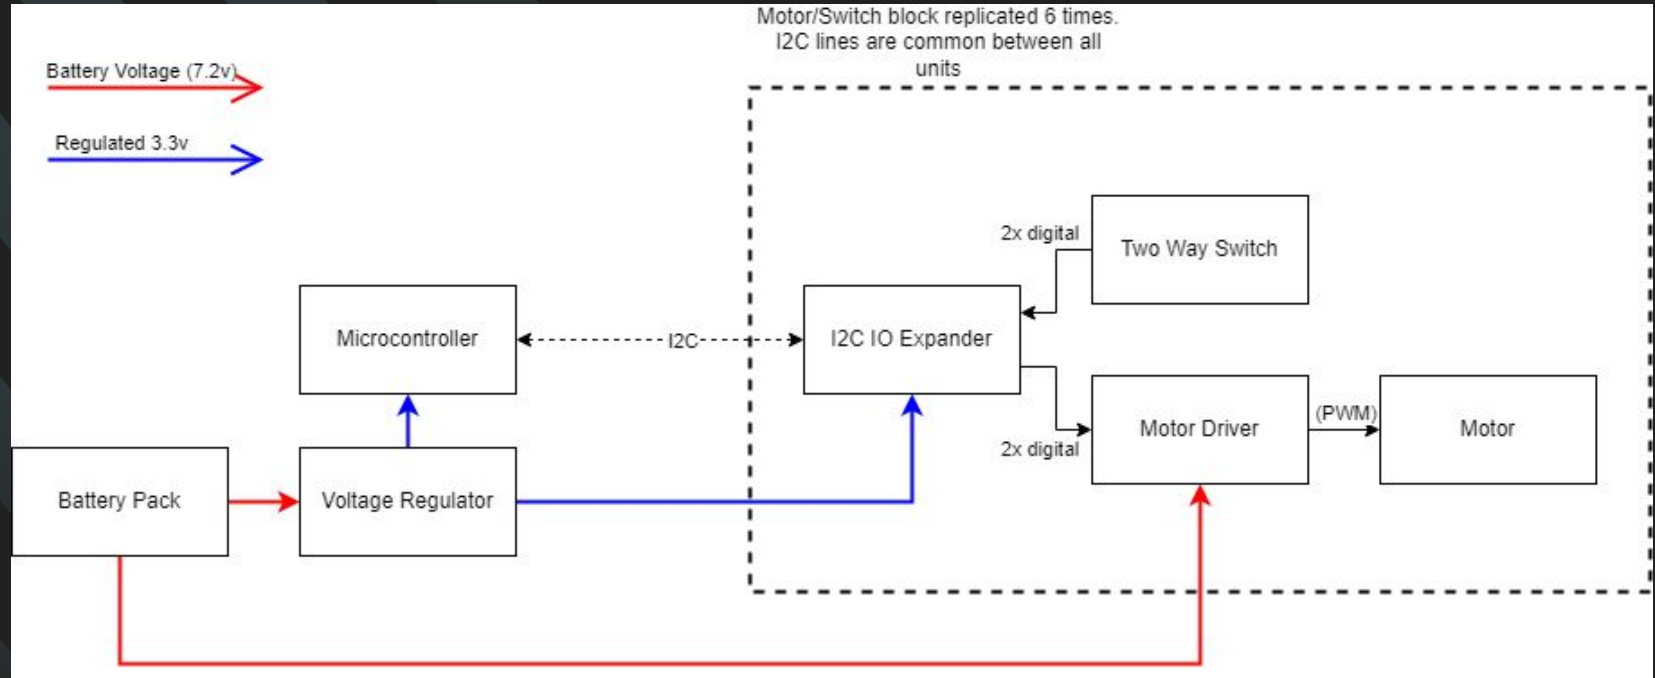 Motor/Switch block replicated 6 times.
I2C lines are common between all
units
Battery Voltage (7.2v)
Regulated 3.3v
2x digital
Two Way Switch
Microcontroller
I2C
I2C IO Expander
(PWM)
Motor Driver
Motor
2x digital
Battery Pack
Voltage Regulator